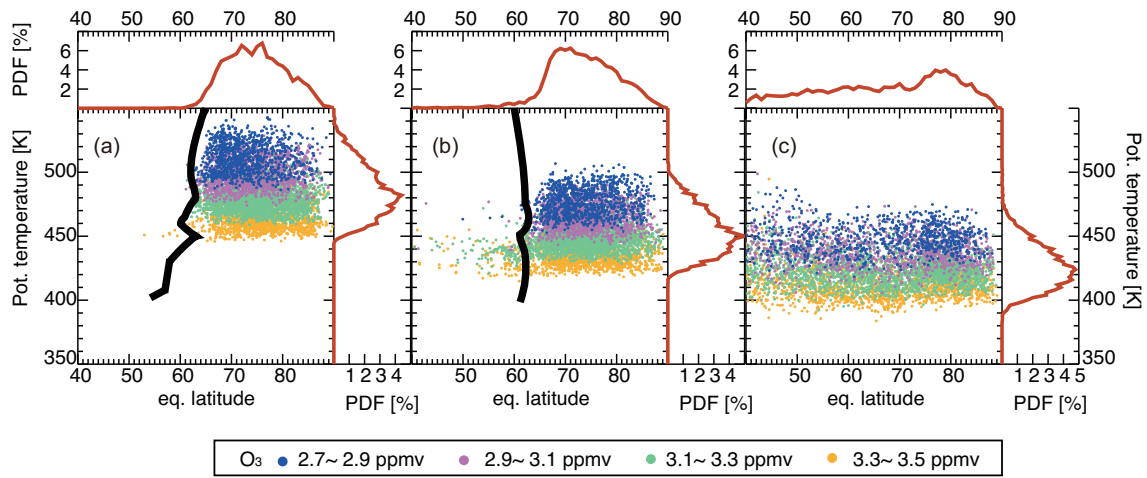 40 50 60 70 80 40 50 60 70 80 40 50 60 70 80 90
PDF [%] 6 4 2 6 4 2 6 4 2
Pot. temperature [K] 500 450 400 350 (a) (b) (c) 500 450 400 350 Pot. temperature [K]
40 50 60 70 80 1 2 3 4 50 60 70 80 1 2 3 4 50 60 70 80 90 1 2 3 4 5
eq. latitude PDF [%] eq. latitude PDF [%] eq. latitude PDF [%]
O3 2.7~ 2.9 ppmv 2.9~ 3.1 ppmv 3.1~ 3.3 ppmv 3.3~ 3.5 ppmv